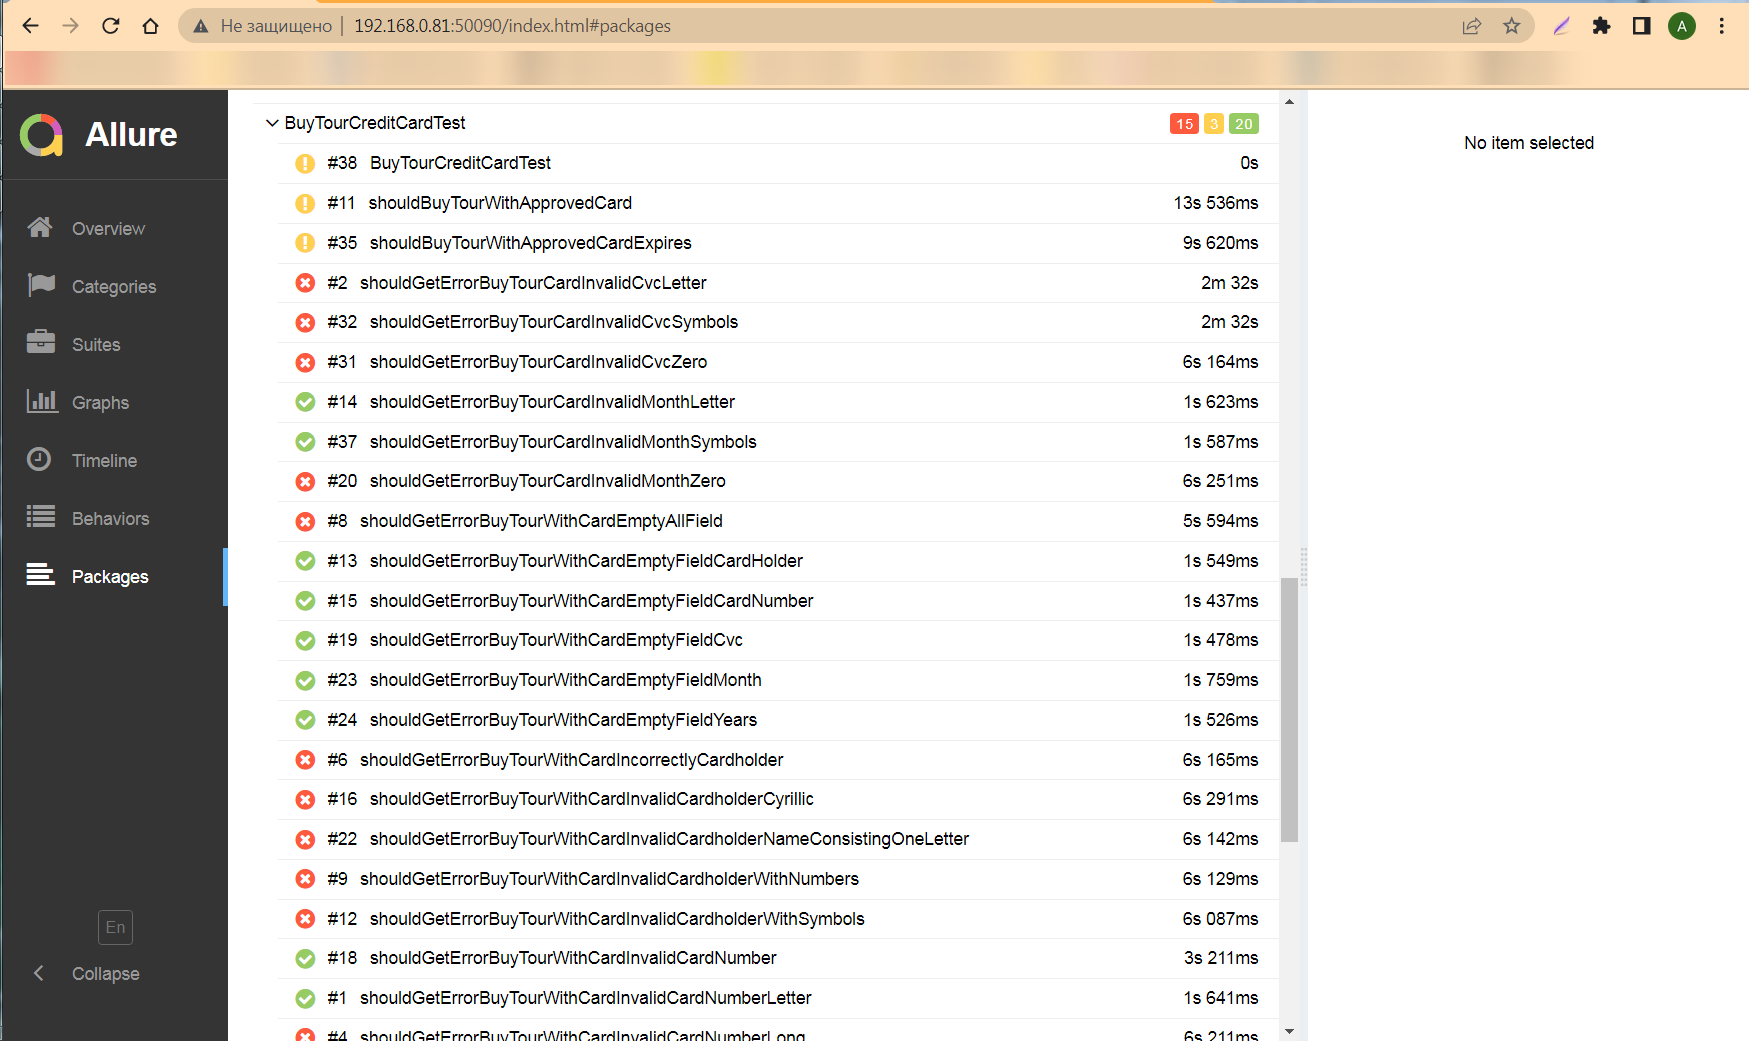 Не защищено | 192.168.0.81:50090/index.html#packages
A
Allure
Overview
Categories
Suites
Graphs
Timeline
Behaviors
Packages
En
Collapse
BuyTourCreditCardTest 15 3 20
#38 BuyTourCreditCardTest 0s
#11 shouldBuyTourWithApprovedCard 13s 536ms
#35 shouldBuyTourWithApprovedCardExpires 9s 620ms
#2 shouldGetErrorBuyTourCardInvalidCvcLetter 2m 32s
#32 shouldGetErrorBuyTourCardInvalidCvcSymbols 2m 32s
#31 shouldGetErrorBuyTourCardInvalidCvcZero 6s 164ms
#14 shouldGetErrorBuyTourCardInvalidMonthLetter 1s 623ms
#37 shouldGetErrorBuyTourCardInvalidMonthSymbols 1s 587ms
#20 shouldGetErrorBuyTourCardInvalidMonthZero 6s 251ms
#8 shouldGetErrorBuyTourWithCardEmptyAllField 5s 594ms
#13 shouldGetErrorBuyTourWithCardEmptyFieldCardHolder 1s 549ms
#15 shouldGetErrorBuyTourWithCardEmptyFieldCardNumber 1s 437ms
#19 shouldGetErrorBuyTourWithCardEmptyFieldCvc 1s 478ms
#23 shouldGetErrorBuyTourWithCardEmptyFieldMonth 1s 759ms
#24 shouldGetErrorBuyTourWithCardEmptyFieldYears 1s 526ms
#6 shouldGetErrorBuyTourWithCardIncorrectlyCardholder 6s 165ms
#16 shouldGetErrorBuyTourWithCardInvalidCardholderCyrillic 6s 291ms
#22 shouldGetErrorBuyTourWithCardInvalidCardholderNameConsistingOneLetter 6s 142ms
#9 shouldGetErrorBuyTourWithCardInvalidCardholderWithNumbers 6s 129ms
#12 shouldGetErrorBuyTourWithCardInvalidCardholderWithSymbols 6s 087ms
#18 shouldGetErrorBuyTourWithCardInvalidCardNumber 3s 211ms
#1 shouldGetErrorBuyTourWithCardInvalidCardNumberLetter 1s 641ms
#4 shouldGetErrorBuyTourWithCardInvalidCardNumberLong 6s 211ms
No item selected